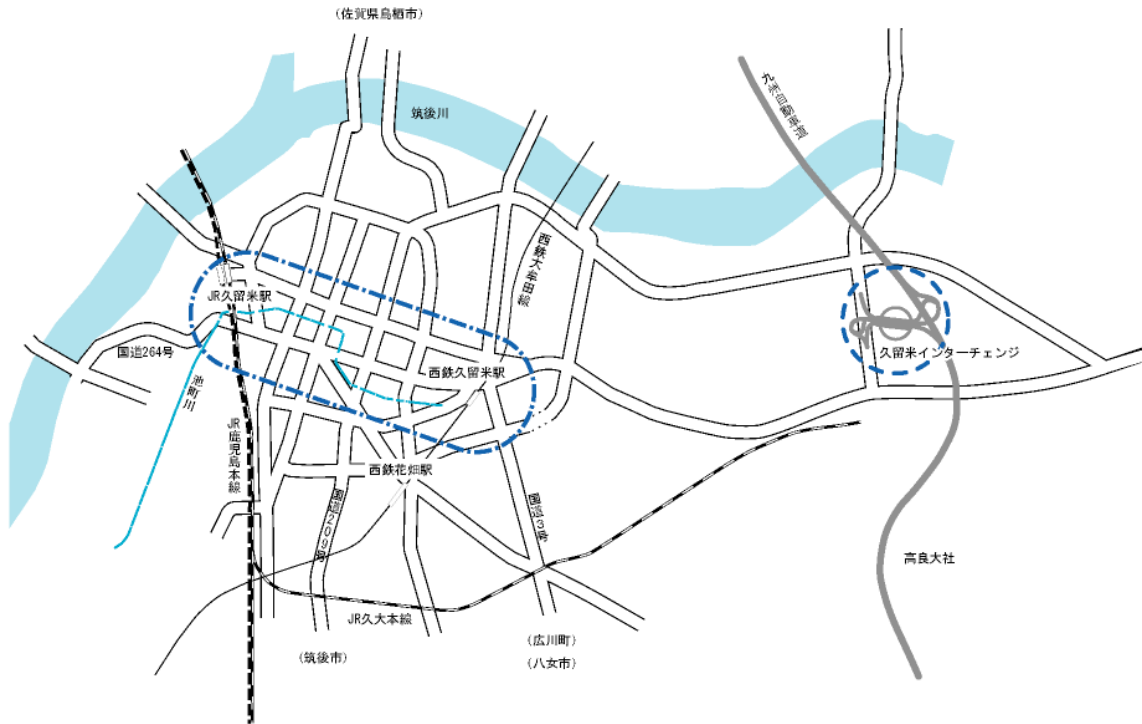 （佐賀県鳥栖市）
筑後川
九州自動車道
西鉄大牟田線
JR久留米駅
国道264号
池町川
西鉄久留米駅
久留米インターチェンジ
JR鹿児島本線
西鉄花畑駅
国道209号
国道3号
高良大社
JR久大本線
（筑後市）
（広川町）
（八女市）